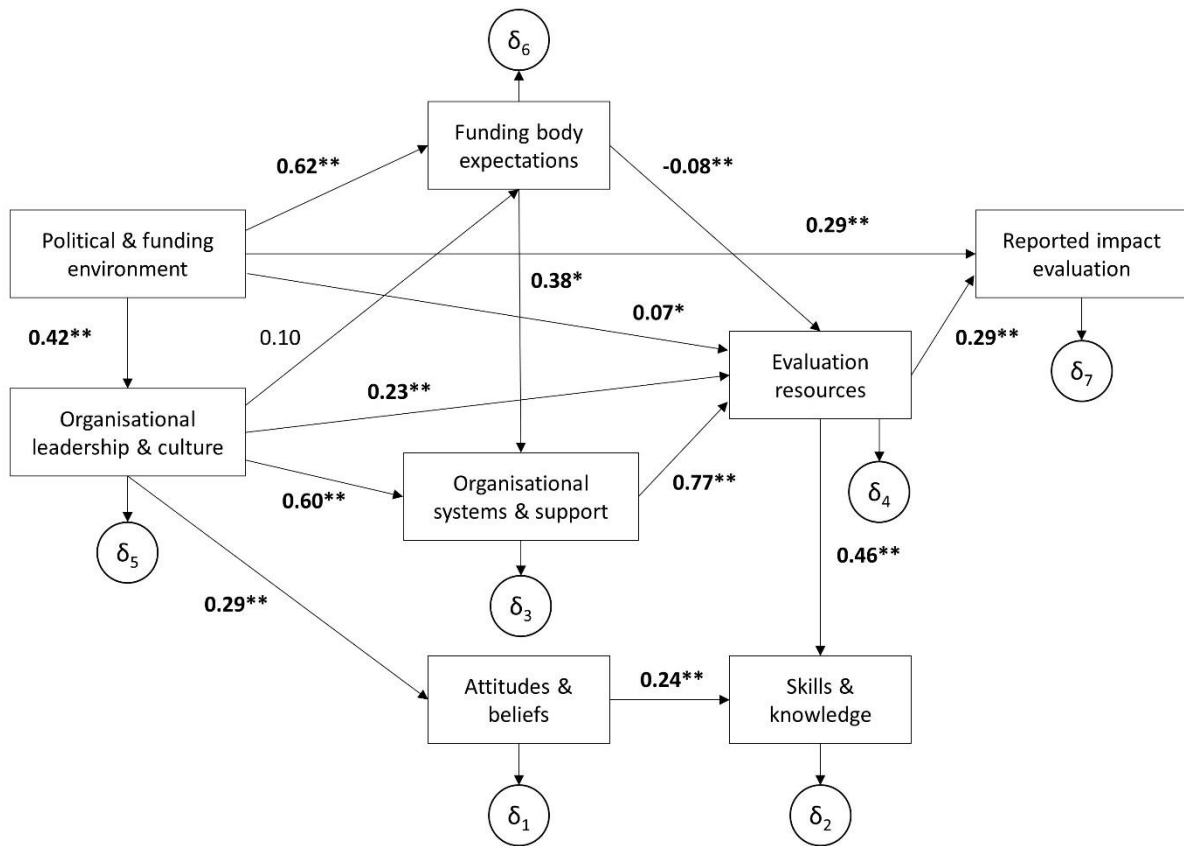 δ6
Funding body
expectations
0.62**
-0.08**
Political & funding
environment
0.29**
Reported impact
evaluation
0.38*
0.07*
0.42**
0.10
0.29**
Evaluation
resources
δ7
0.23**
Organisational
leadership & culture
0.60**
Organisational
systems & support
0.77**
δ4
δ5
0.46**
0.29**
δ3
Attitudes &
beliefs
0.24**
Skills &
knowledge
δ1
δ2